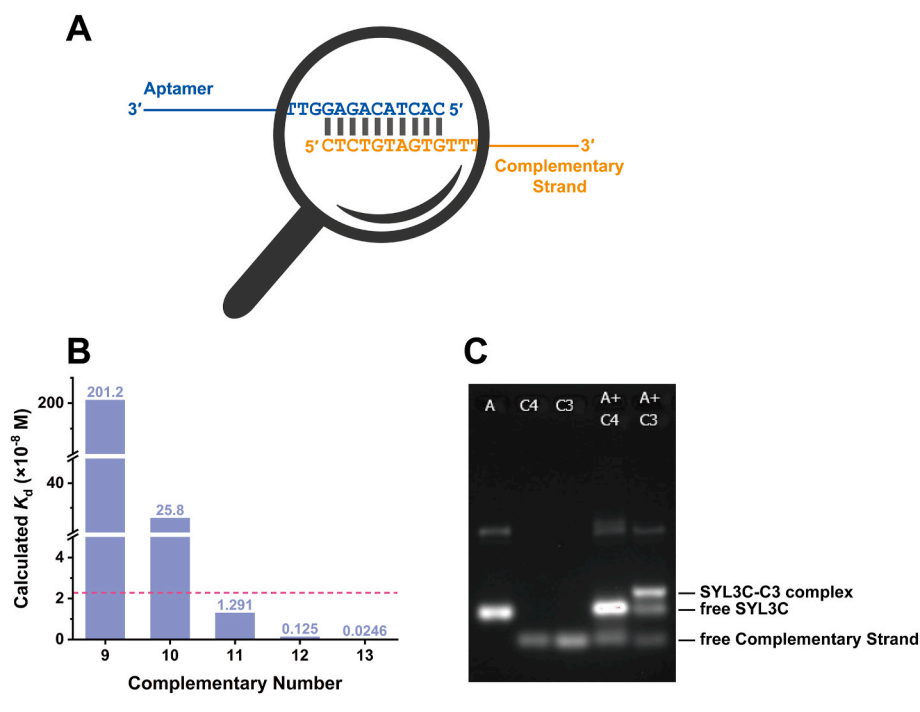 A
Aptamer
3′ TTGGAGACATCAC 5′
5′ CTCTGTAGTGTTT 3′
Complementary
Strand
B
Calculated Kd (×10-8 M)
200
40
4
2
0
201.2
25.8
1.291
0.125
0.0246
9 10 11 12 13
Complementary Number
C
A C4 C3 A+ A+
C4 C3
SYL3C-C3 complex
free SYL3C
free Complementary Strand